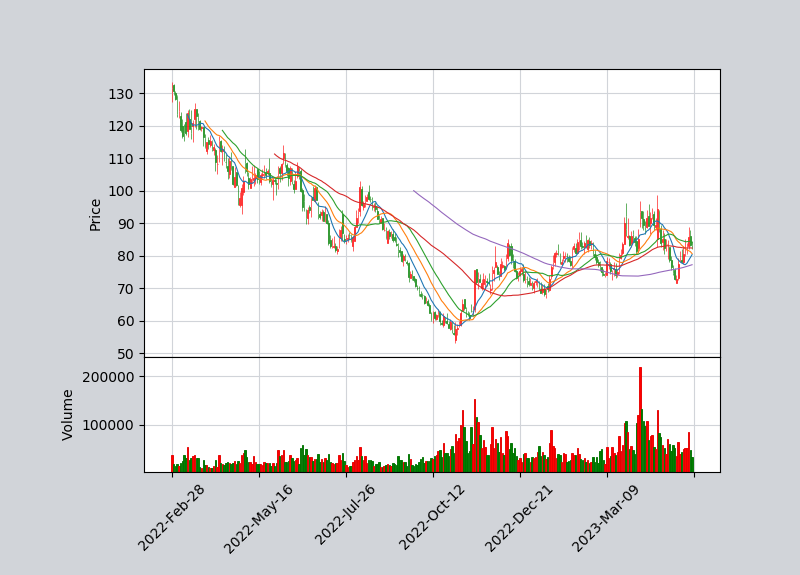 Price
130
120
110
100
90
80
70
60
50
Volume
200000
100000
2022-Feb-28
2022-May-16
2022-Jul-26
2022-Oct-12
2022-Dec-21
2023-Mar-09